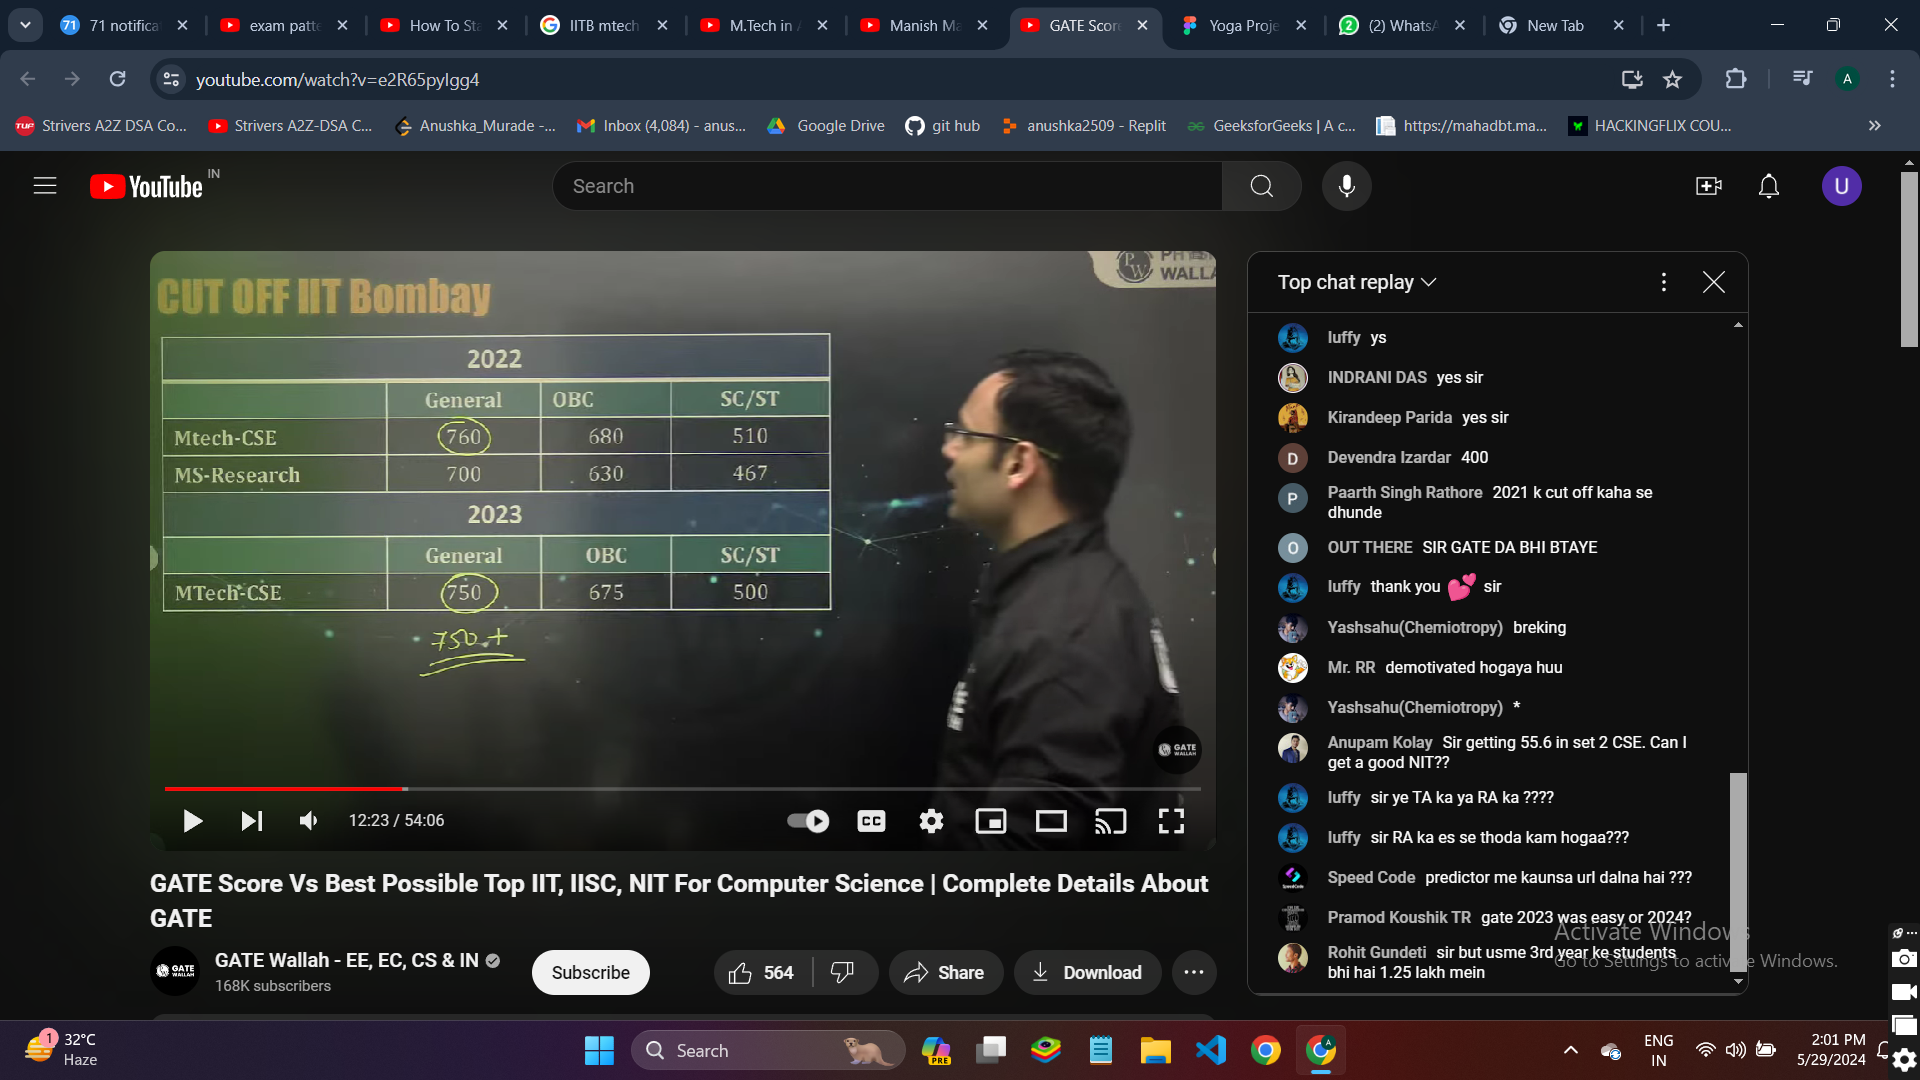 71 notifica
exam patte
How To Sta
IITB mtech
M.Tech in
Manish Ma
GATE Score
Yoga Proje
(2) WhatsA
New Tab
youtube.com/watch?v=e2R65pylgg4
Strivers A2Z DSA Co...
Strivers A2Z-DSA C...
Anushka_Murade -...
Inbox (4,084) - anus...
Google Drive
git hub
anushka2509 - Replit
GeeksforGeeks | A c...
https://mahadbt.ma...
HACKINGFLIX COU...
YouTube IN
Search
U
CUT OFF IIT Bombay
PW
WALLA
2022
General OBC SC/ST
Mtech-CSE 760 680 510
MS-Research 700 630 467
2023
General OBC SC/ST
MTech-CSE 750 675 500
750+
GATE
WALLAH
12:23 / 54:06
CC
GATE Score Vs Best Possible Top IIT, IISC, NIT For Computer Science | Complete Details About
GATE
GATE Wallah - EE, EC, CS & IN
168K subscribers
Subscribe
564
Share
Download
Top chat replay
luffy ys
INDRANI DAS yes sir
Kirandeep Parida yes sir
D Devendra Izardar 400
P Paarth Singh Rathore 2021 k cut off kaha se
dhunde
O OUT THERE SIR GATE DA BHI BTAYE
luffy thank you 💕 sir
Yashsahu(Chemiotropy) breking
Mr. RR demotivated hogaya huu
Yashsahu(Chemiotropy) *
Anupam Kolay Sir getting 55.6 in set 2 CSE. Can I
get a good NIT??
luffy sir ye TA ka ya RA ka ????
luffy sir RA ka es se thoda kam hogaa???
Speed Code predictor me kaunsa url dalna hai ???
Pramod Koushik TR gate 2023 was easy or 2024?
Rohit Gundeti sir but usme 3rd year ke students
bhi hai 1.25 lakh mein
Activate Windows
Go to Settings to activate Windows.
1
32°C
Haze
Search
PRE
ENG
IN
2:01 PM
5/29/2024